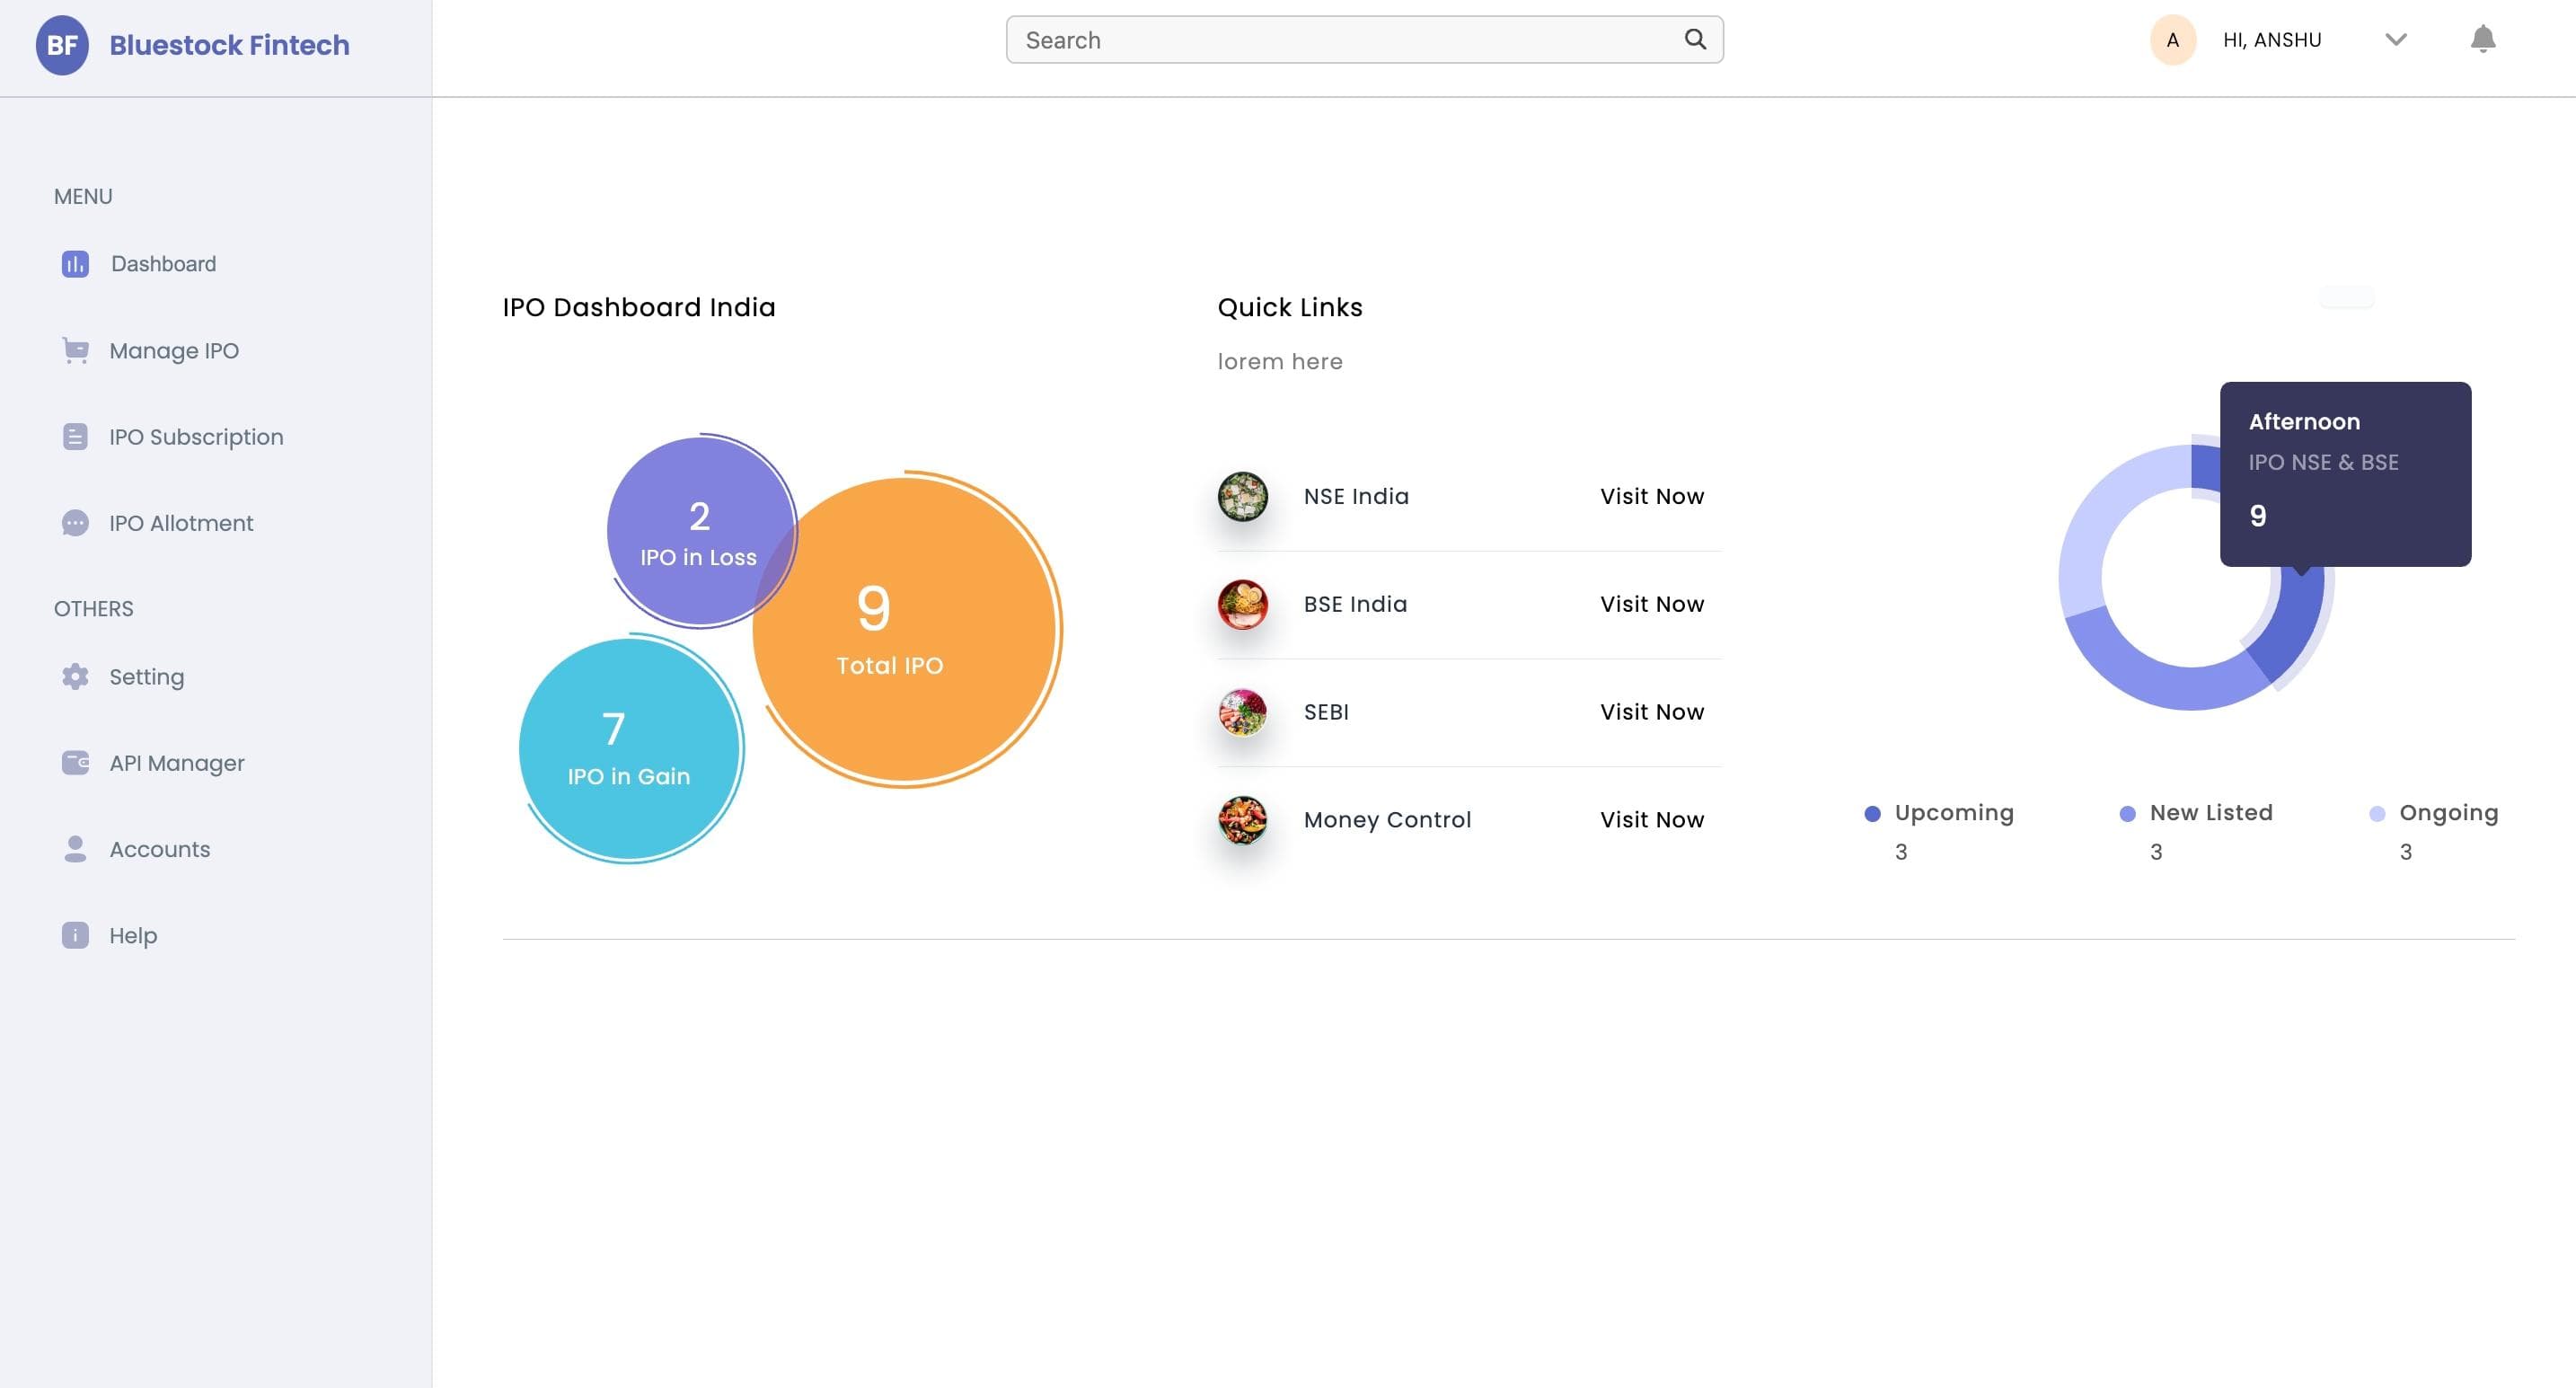 BF Bluestock Fintech
Search
A HI, ANSHU
MENU
Dashboard
Manage IPO
IPO Subscription
IPO Allotment
OTHERS
Setting
API Manager
Accounts
Help
IPO Dashboard India
2
IPO in Loss
9
Total IPO
7
IPO in Gain
Quick Links
lorem here
NSE India Visit Now
BSE India Visit Now
SEBI Visit Now
Money Control Visit Now
Afternoon
IPO NSE & BSE
9
Upcoming New Listed Ongoing
3 3 3